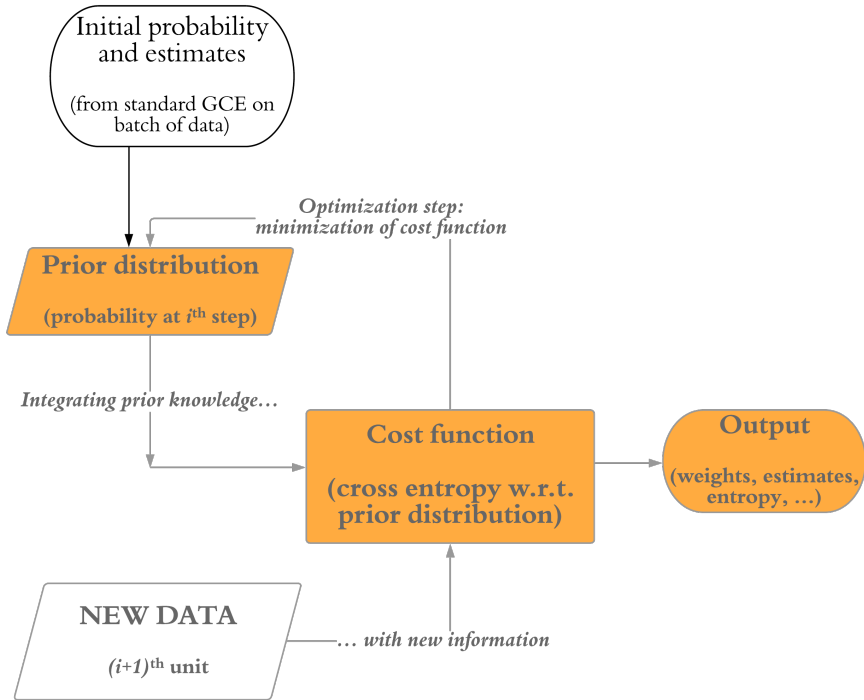 Initial probability
and estimates
(from standard GCE on
batch of data)
Optimization step:
minimization of cost function
Prior distribution
(probability at iᵗʰ step)
Integrating prior knowledge…
Cost function
(cross entropy w.r.t.
prior distribution)
Output
(weights, estimates,
entropy, …)
NEW DATA
(i+1)ᵗʰ unit
… with new information